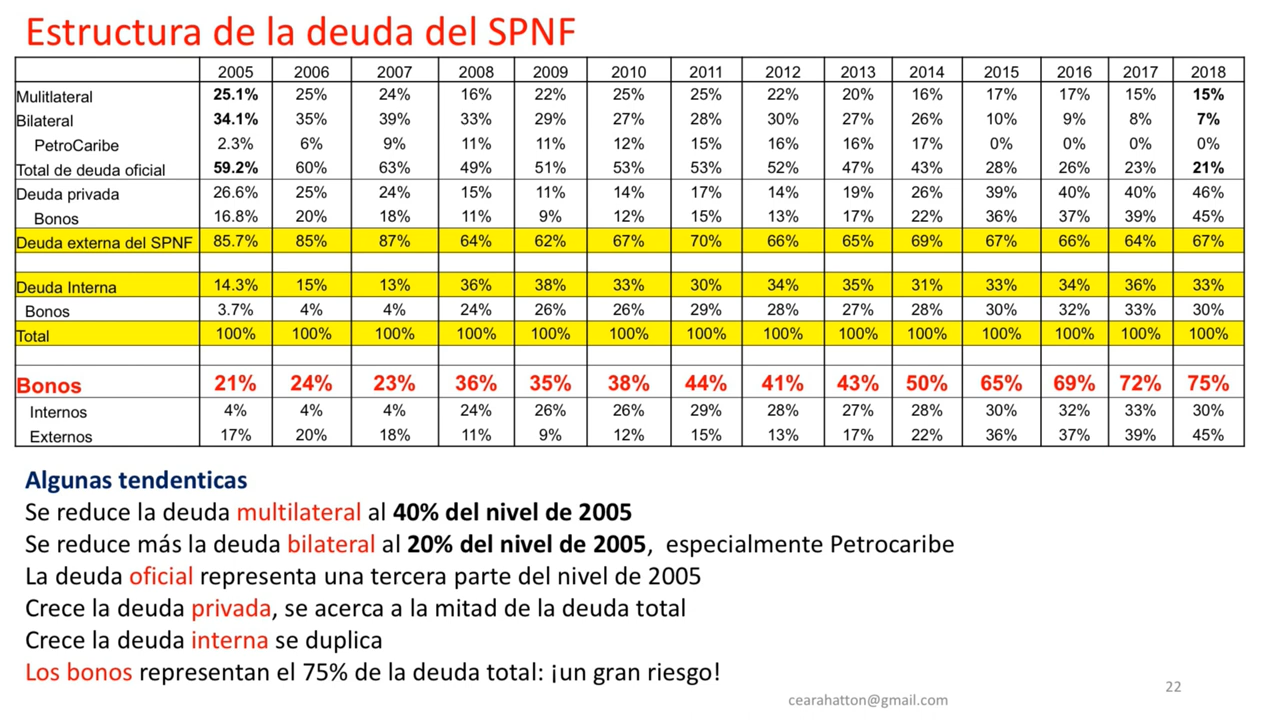 Estructura de la deuda del SPNF
2005 2006 2007 2008 2009 2010 2011 2012 2013 2014 2015 2016 2017 2018
Mulitlateral 25.1% 25% 24% 16% 22% 25% 25% 22% 20% 16% 17% 17% 15% 15%
Bilateral 34.1% 35% 39% 33% 29% 27% 28% 30% 27% 26% 10% 9% 8% 7%
PetroCaribe 2.3% 6% 9% 11% 11% 12% 15% 16% 16% 17% 0% 0% 0% 0%
Total de deuda oficial 59.2% 60% 63% 49% 51% 53% 53% 52% 47% 43% 28% 26% 23% 21%
Deuda privada 26.6% 25% 24% 15% 11% 14% 17% 14% 19% 26% 39% 40% 40% 46%
Bonos 16.8% 20% 18% 11% 9% 12% 15% 13% 17% 22% 36% 37% 39% 45%
Deuda externa del SPNF 85.7% 85% 87% 64% 62% 67% 70% 66% 65% 69% 67% 66% 64% 67%
Deuda Interna 14.3% 15% 13% 36% 38% 33% 30% 34% 35% 31% 33% 34% 36% 33%
Bonos 3.7% 4% 4% 24% 26% 26% 29% 28% 27% 28% 30% 32% 33% 30%
Total 100% 100% 100% 100% 100% 100% 100% 100% 100% 100% 100% 100% 100% 100%
Bonos 21% 24% 23% 36% 35% 38% 44% 41% 43% 50% 65% 69% 72% 75%
Internos 4% 4% 4% 24% 26% 26% 29% 28% 27% 28% 30% 32% 33% 30%
Externos 17% 20% 18% 11% 9% 12% 15% 13% 17% 22% 36% 37% 39% 45%
Algunas tendenticas
Se reduce la deuda multilateral al 40% del nivel de 2005
Se reduce más la deuda bilateral al 20% del nivel de 2005, especialmente Petrocaribe
La deuda oficial representa una tercera parte del nivel de 2005
Crece la deuda privada, se acerca a la mitad de la deuda total
Crece la deuda interna se duplica
Los bonos representan el 75% de la deuda total: ¡un gran riesgo!
22
cearahatton@gmail.com